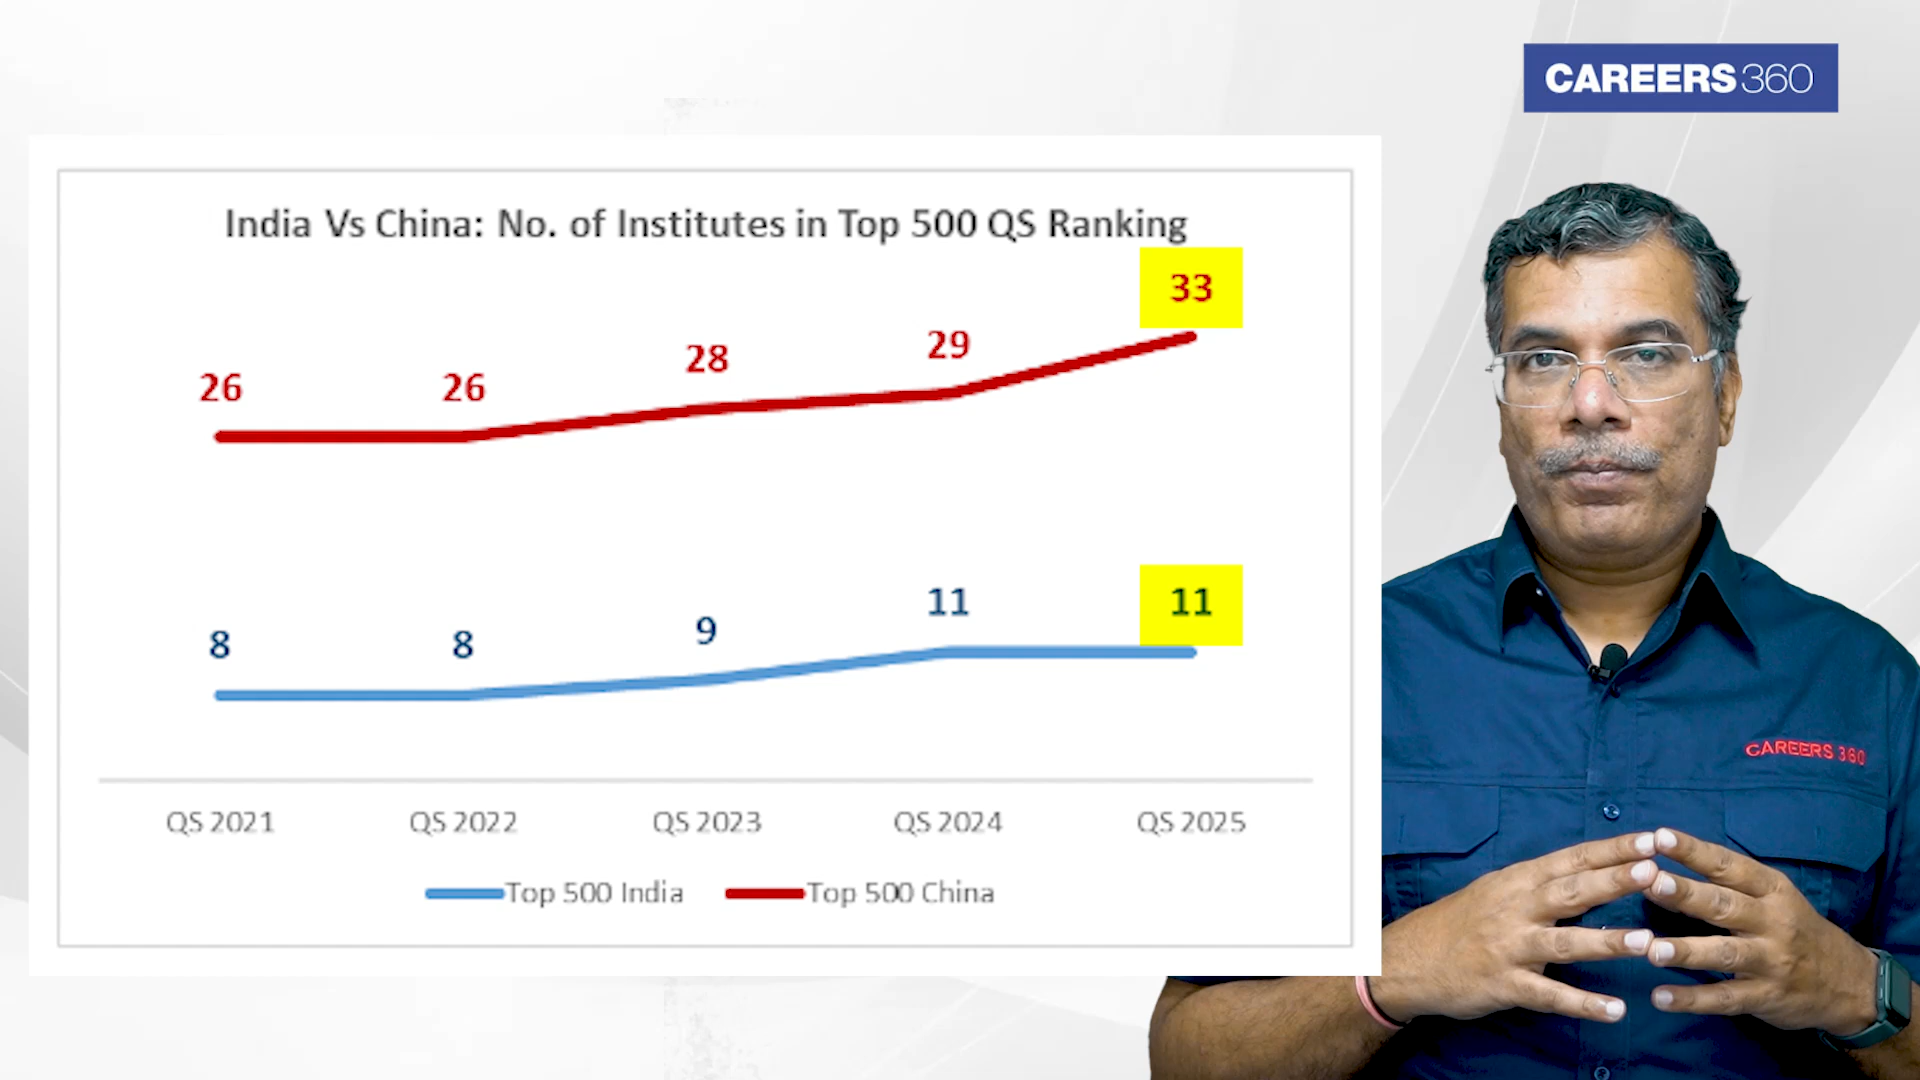 CAREERS360
India Vs China: No. of Institutes in Top 500 QS Ranking
33
29
28
26
26
11
11
9
8
8
QS 2021
QS 2022
QS 2023
QS 2024
QS 2025
Top 500 India
Top 500 China
CAREERS 360